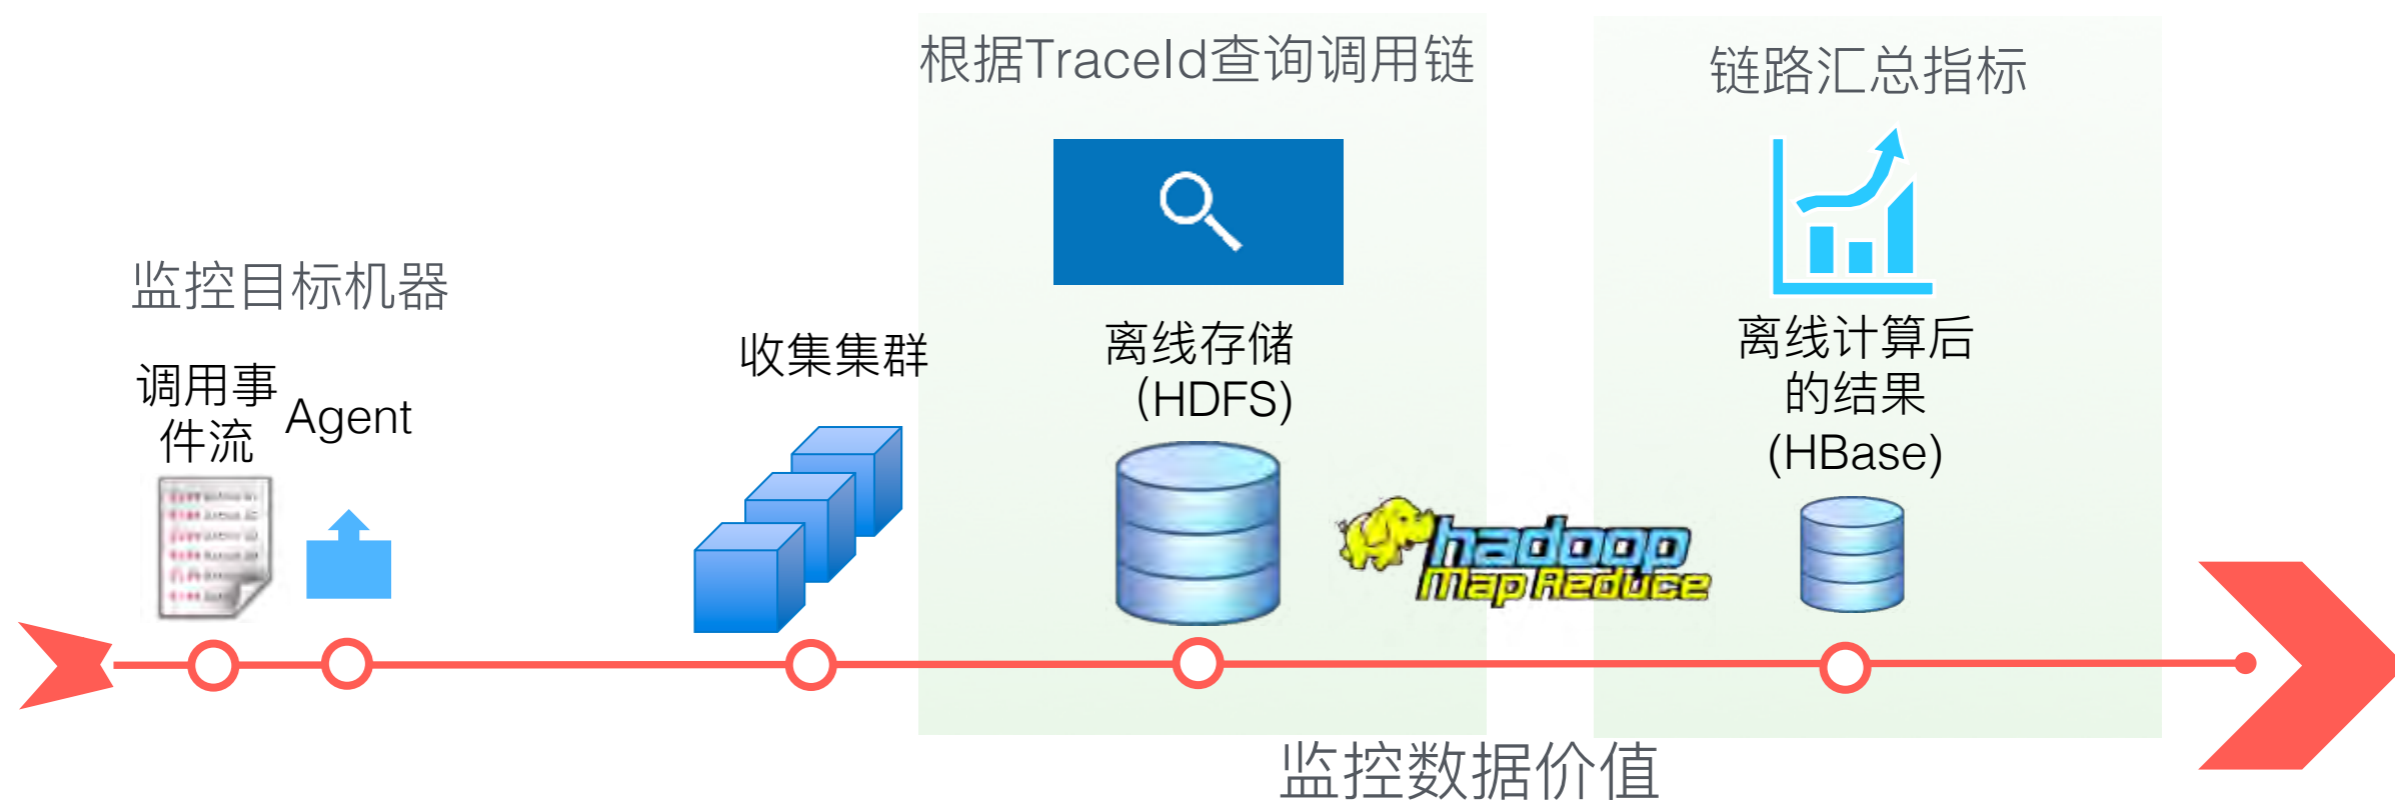 根据TraceId查询调用链
链路汇总指标
监控目标机器
调用事
件流
Agent
收集集群
离线存储
（HDFS)
离线计算后
的结果
(HBase)
hadoop
Map Reduce
监控数据价值